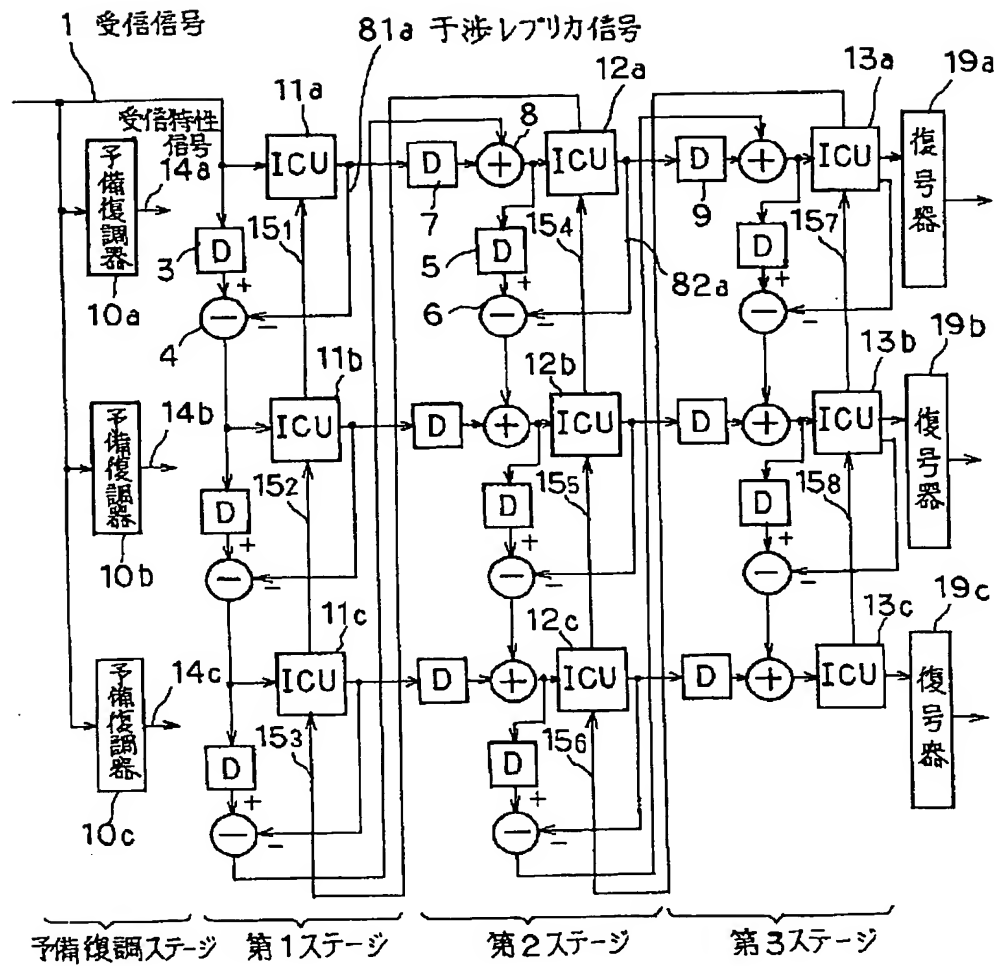 1 受信信号
81a 干渉レプリカ信号
11a
12a
13a
19a
受信特性
信号
14a
予備復調器
10a
3
D
+
4
−
−
ICU
15₁
D
7
8
+
ICU
5
D
+
6
−
−
15₄
82a
D
9
+
ICU
D
+
−
−
15₇
復号器
14b
予備復調器
10b
11b
ICU
15₂
D
+
−
−
12b
D
+
ICU
15₅
D
+
−
−
13b
D
+
ICU
15₈
D
+
−
−
19b
復号器
14c
予備復調器
10c
11c
ICU
15₃
D
+
−
−
12c
D
+
ICU
15₆
D
+
−
−
13c
D
+
ICU
19c
復号器
予備復調ステージ
第1ステージ
第2ステージ
第3ステージ